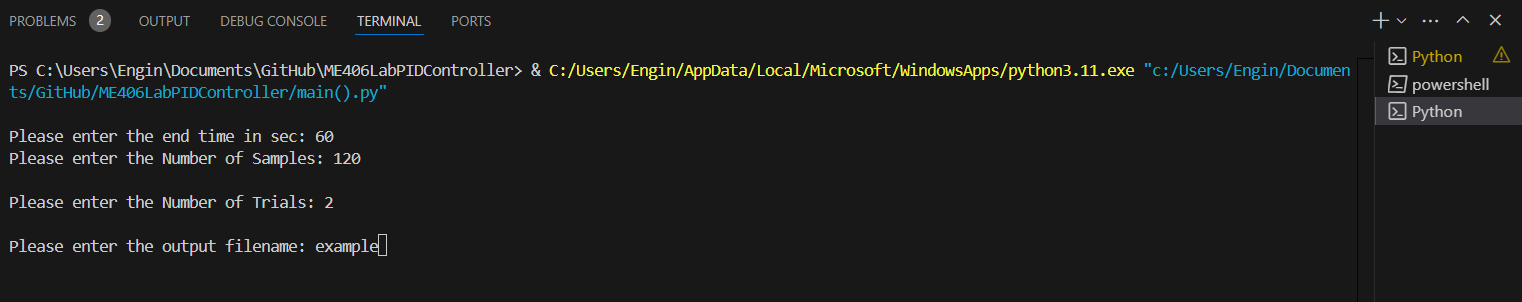 PROBLEMS 2 OUTPUT DEBUG CONSOLE TERMINAL PORTS
PS C:\Users\Engin\Documents\GitHub\ME406LabPIDController> & C:/Users/Engin/AppData/Local/Microsoft/WindowsApps/python3.11.exe "c:/Users/Engin/Documen
ts/GitHub/ME406LabPIDController/main().py"
Please enter the end time in sec: 60
Please enter the Number of Samples: 120
Please enter the Number of Trials: 2
Please enter the output filename: example
Python
powershell
Python